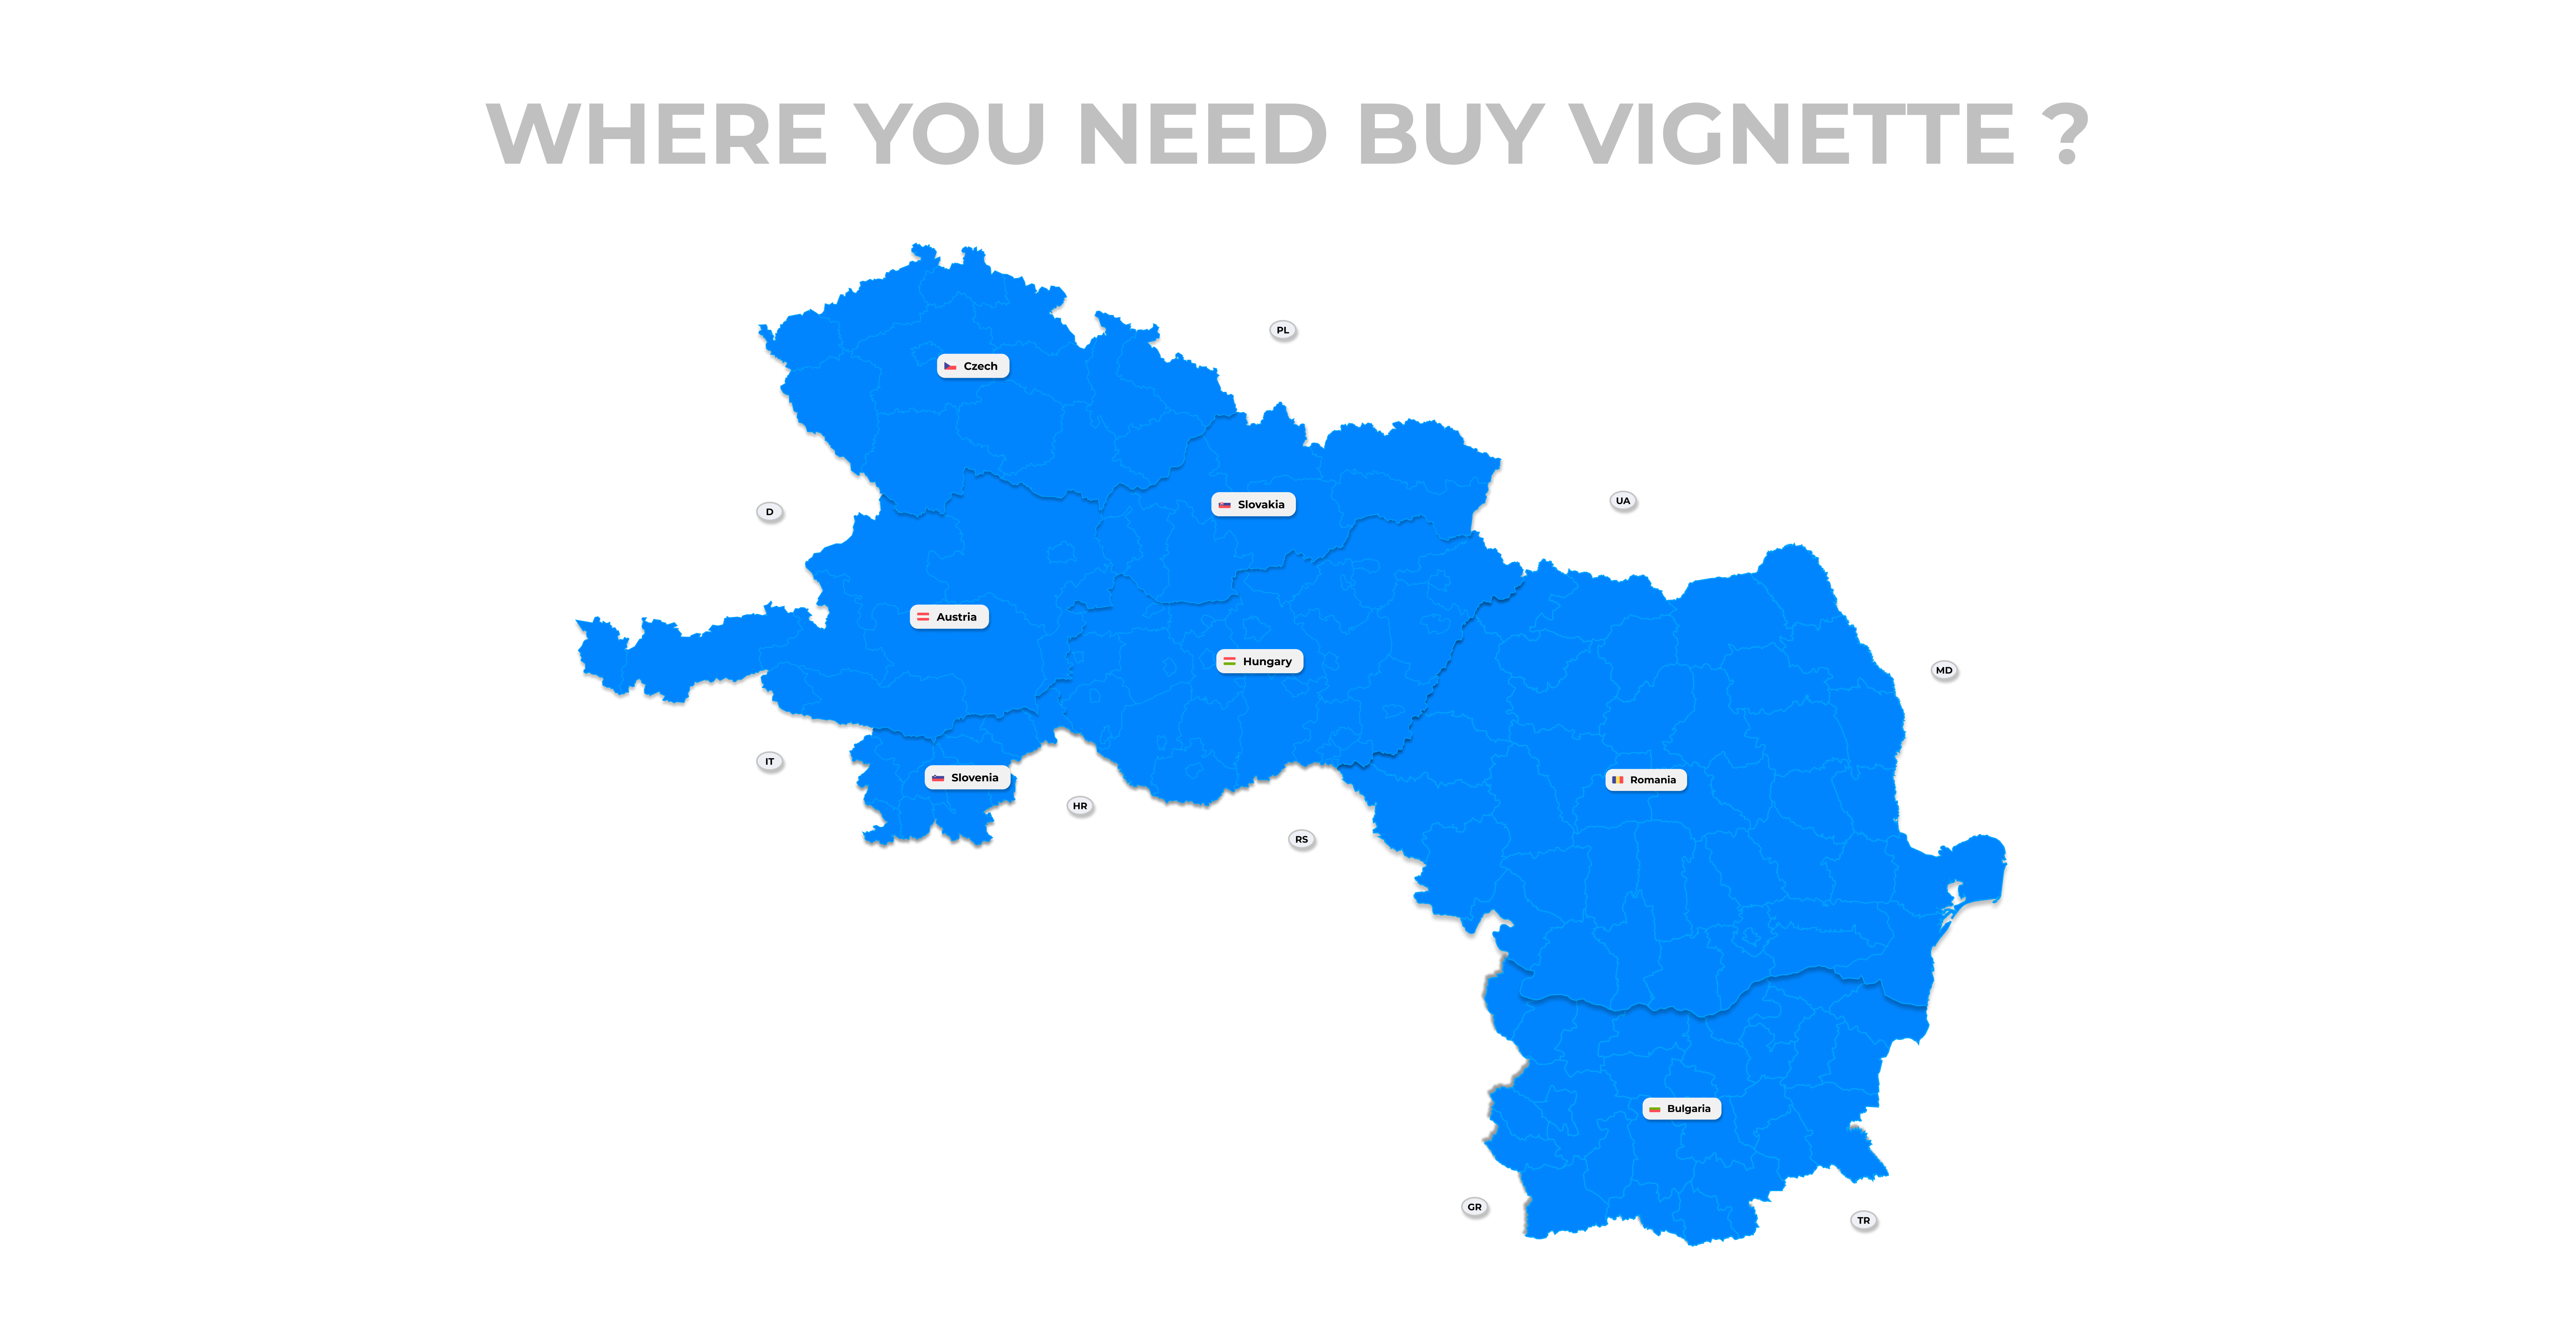 WHERE YOU NEED BUY VIGNETTE ?
PL
Czech
UA
Slovakia
D
Austria
Hungary
MD
IT
Slovenia
Romania
HR
RS
Bulgaria
GR
TR